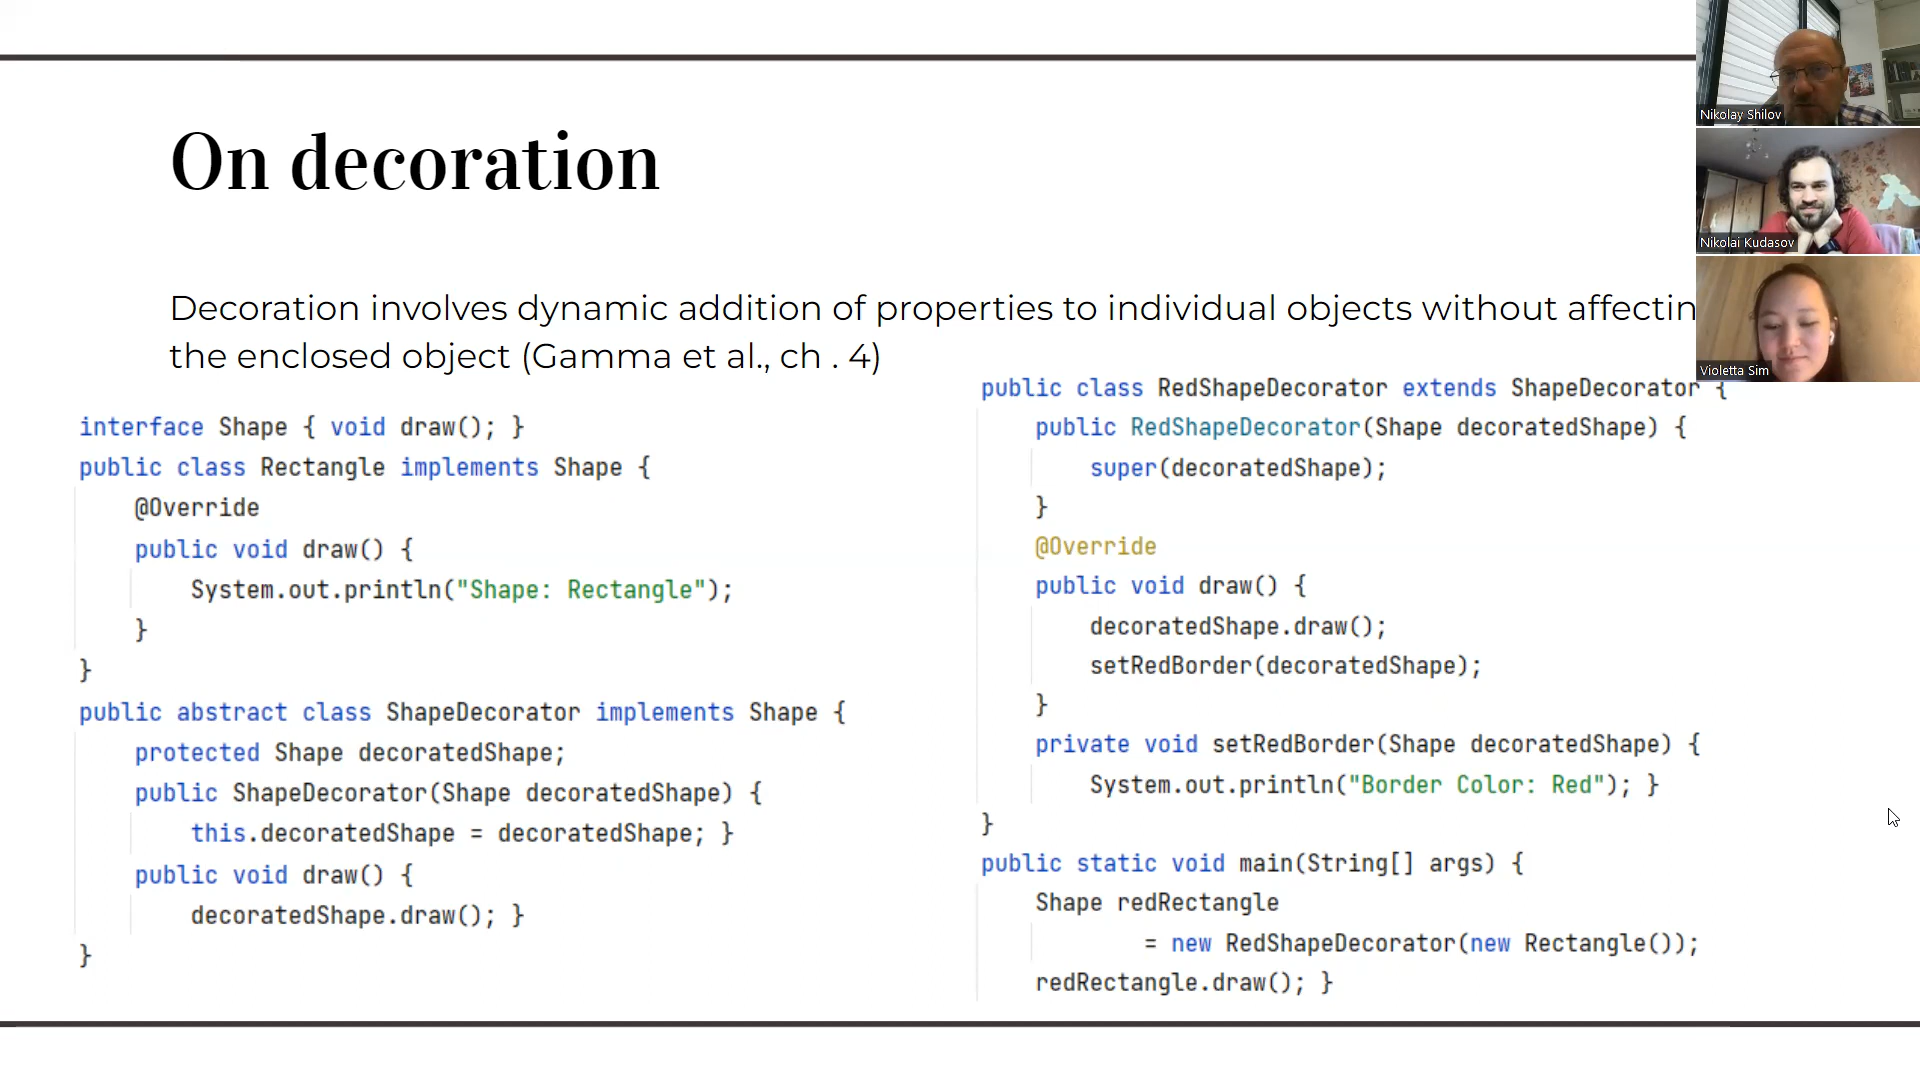 On decoration
Decoration involves dynamic addition of properties to individual objects without affectin
the enclosed object (Gamma et al., ch . 4)
interface Shape { void draw(); }
public class Rectangle implements Shape {
@Override
public void draw() {
System.out.println("Shape: Rectangle");
}
}
public abstract class ShapeDecorator implements Shape {
protected Shape decoratedShape;
public ShapeDecorator(Shape decoratedShape) {
this.decoratedShape = decoratedShape; }
public void draw() {
decoratedShape.draw(); }
}
public class RedShapeDecorator extends ShapeDecorator {
public RedShapeDecorator(Shape decoratedShape) {
super(decoratedShape);
}
@Override
public void draw() {
decoratedShape.draw();
setRedBorder(decoratedShape);
}
private void setRedBorder(Shape decoratedShape) {
System.out.println("Border Color: Red"); }
}
public static void main(String[] args) {
Shape redRectangle
= new RedShapeDecorator(new Rectangle());
redRectangle.draw(); }
Nikolay Shilov
Nikolai Kudasov
Violetta Sim